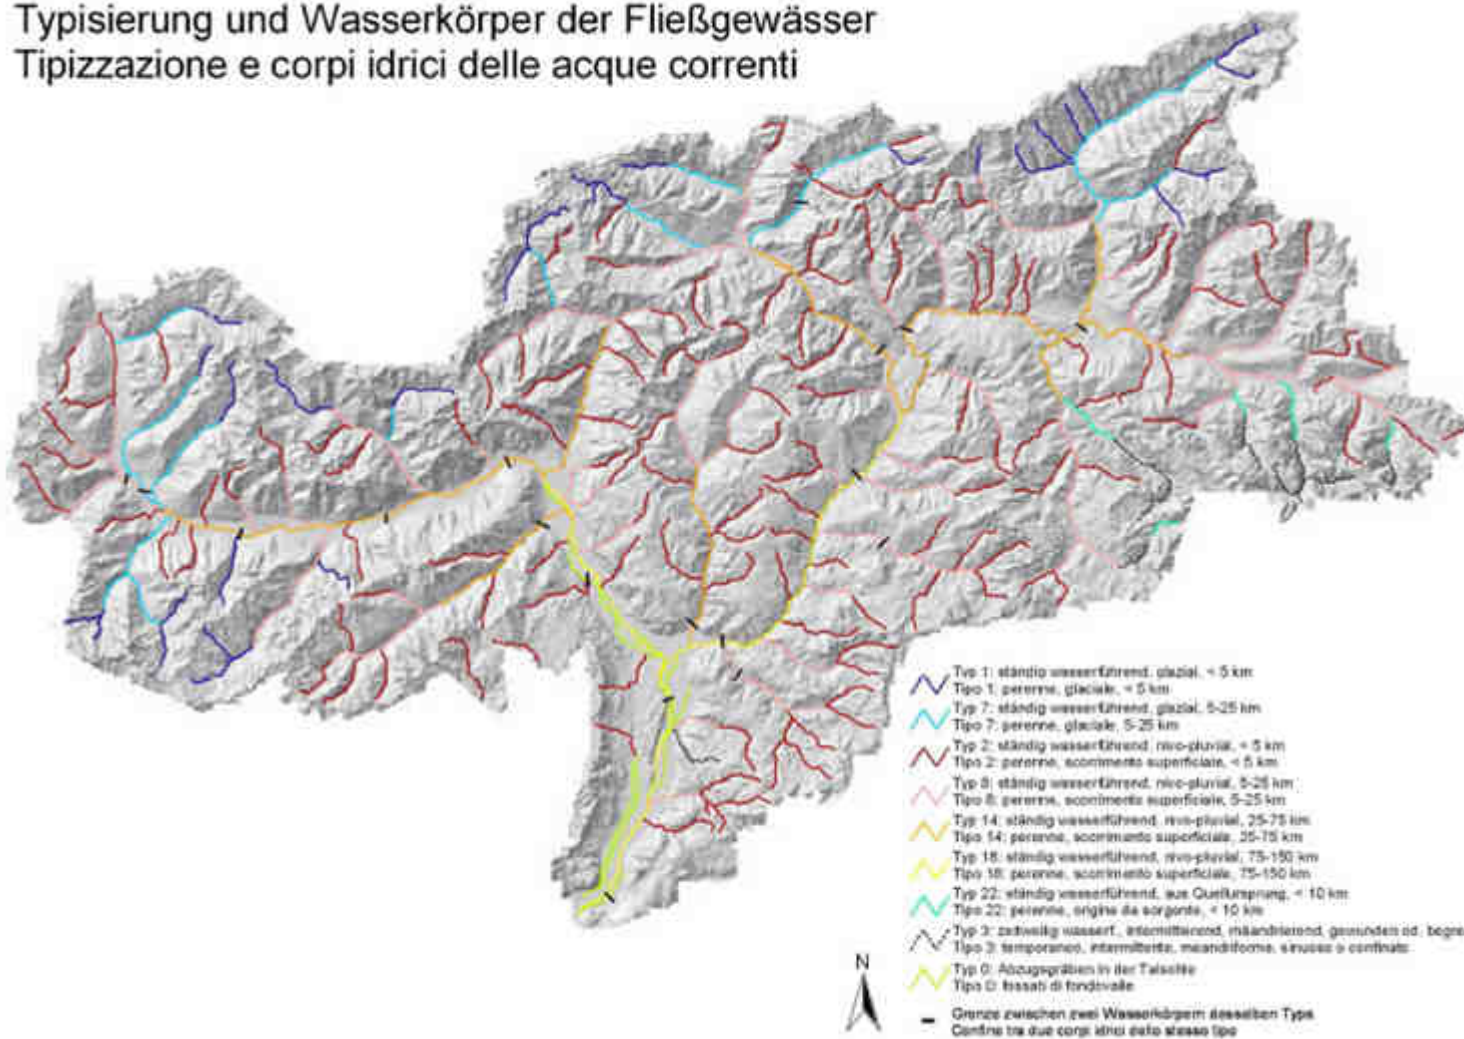 Typisierung und Wasserkörper der Fließgewässer
Tipizzazione e corpi idrici delle acque correnti
Typ 1: ständig wasserführend, glazial, < 5 km
Tipo 1: perenne, glaciale, < 5 km
Typ 7: ständig wasserführend, glazial, 5-25 km
Tipo 7: perenne, glaciale, 5-25 km
Typ 2: ständig wasserführend, nivo-pluvial, < 5 km
Tipo 2: perenne, scorrimento superficiale, < 5 km
Typ 8: ständig wasserführend, nivo-pluvial, 5-25 km
Tipo 8: perenne, scorrimento superficiale, 5-25 km
Typ 14: ständig wasserführend, nivo-pluvial, 25-75 km
Tipo 14: perenne, scorrimento superficiale, 25-75 km
Typ 18: ständig wasserführend, nivo-pluvial, 75-150 km
Tipo 18: perenne, scorrimento superficiale, 75-150 km
Typ 22: ständig wasserführend, aus Quellursprung, < 10 km
Tipo 22: perenne, origine da sorgente, < 10 km
Typ 3: zeitweilig wasserf., intermittierend, mäandrierend, gewunden od. begre
Tipo 3: temporaneo, intermittente, meandriforme, sinuoso o confinato
Typ 0: Abzugsgräben in der Talsohle
Tipo 0: fossati di fondovalle
N
Grenze zwischen zwei Wasserkörpern desselben Typs
Confine tra due corpi idrici dello stesso tipo